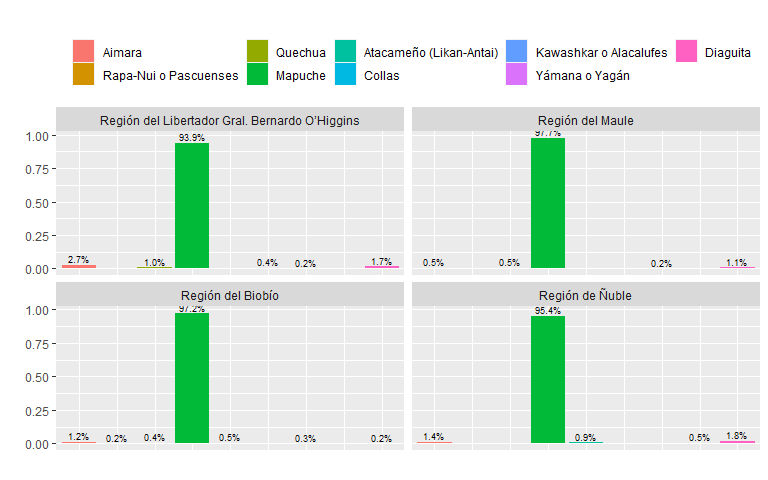 Aimara Quechua Atacameño (Likan-Antai) Kawashkar o Alacalufes Diaguita
Rapa-Nui o Pascuenses Mapuche Collas Yámana o Yagán
Región del Libertador Gral. Bernardo O'Higgins Región del Maule
1.00 93.9% 97.7%
0.75
0.50
0.25
0.00 2.7% 1.0% 0.4% 0.2% 1.7% 0.5% 0.5% 0.2% 1.1%
Región del Biobío Región de Ñuble
1.00 97.2% 95.4%
0.75
0.50
0.25
0.00 1.2% 0.2% 0.4% 0.5% 0.3% 0.2% 1.4% 0.9% 0.5% 1.8%